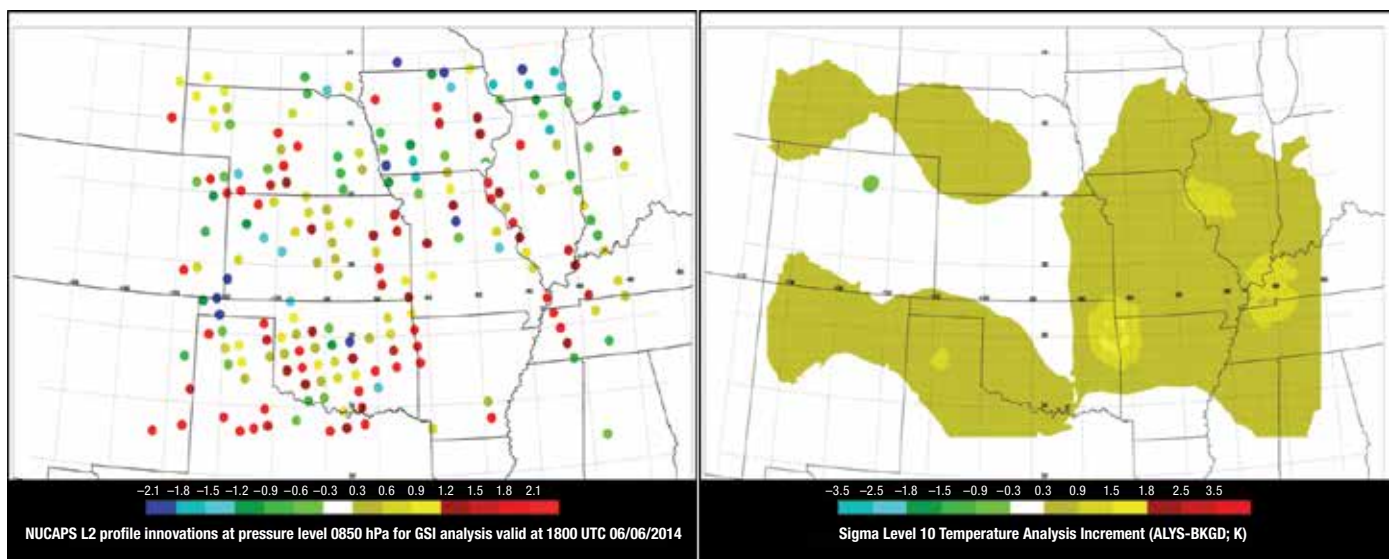 −2.1 −1.8 −1.5 −1.2 −0.9 −0.6 −0.3 0.3 0.6 0.9 1.2 1.5 1.8 2.1
NUCAPS L2 profile innovations at pressure level 0850 hPa for GSI analysis valid at 1800 UTC 06/06/2014
−3.5 −2.5 −1.8 −1.5 −0.9 −0.3 0.3 0.9 1.5 1.8 2.5 3.5
Sigma Level 10 Temperature Analysis Increment (ALYS-BKGD; K)